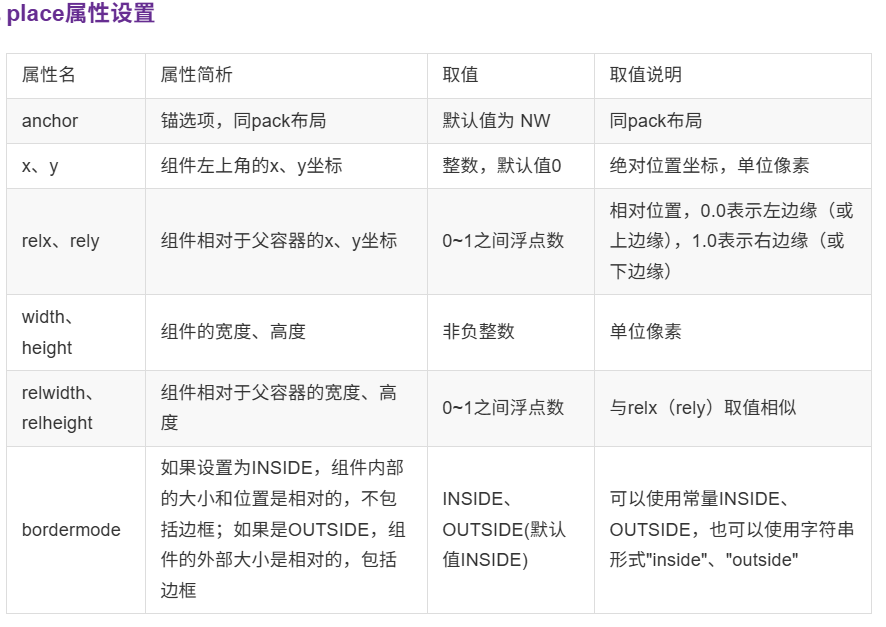 place属性设置
属性名 属性简析 取值 取值说明
anchor 锚选项，同pack布局 默认值为 NW 同pack布局
x、y 组件左上角的x、y坐标 整数，默认值0 绝对位置坐标，单位像素
relx、rely 组件相对于父容器的x、y坐标 0~1之间浮点数 相对位置，0.0表示左边缘（或
上边缘），1.0表示右边缘（或
下边缘）
width、
height 组件的宽度、高度 非负整数 单位像素
relwidth、
relheight 组件相对于父容器的宽度、高
度 0~1之间浮点数 与relx（rely）取值相似
bordermode 如果设置为INSIDE，组件内部
的大小和位置是相对的，不包
括边框；如果是OUTSIDE，组
件的外部大小是相对的，包括
边框 INSIDE、
OUTSIDE(默认
值INSIDE) 可以使用常量INSIDE、
OUTSIDE，也可以使用字符串
形式"inside"、"outside"